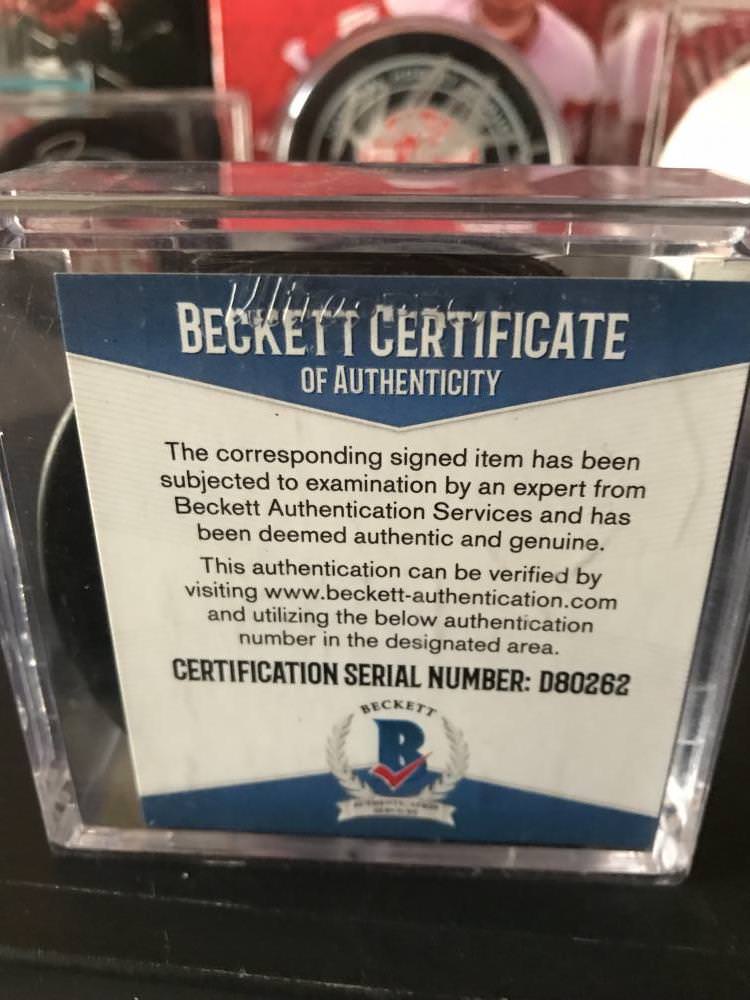 BECKETT CERTIFICATE
OF AUTHENTICITY
The corresponding signed item has been
subjected to examination by an expert from
Beckett Authentication Services and has
been deemed authentic and genuine.
This authentication can be verified by
visiting www.beckett-authentication.com
and utilizing the below authentication
number in the designated area.
CERTIFICATION SERIAL NUMBER: D80262
BECKETT
B
AUTHENTICATION
SERVICES